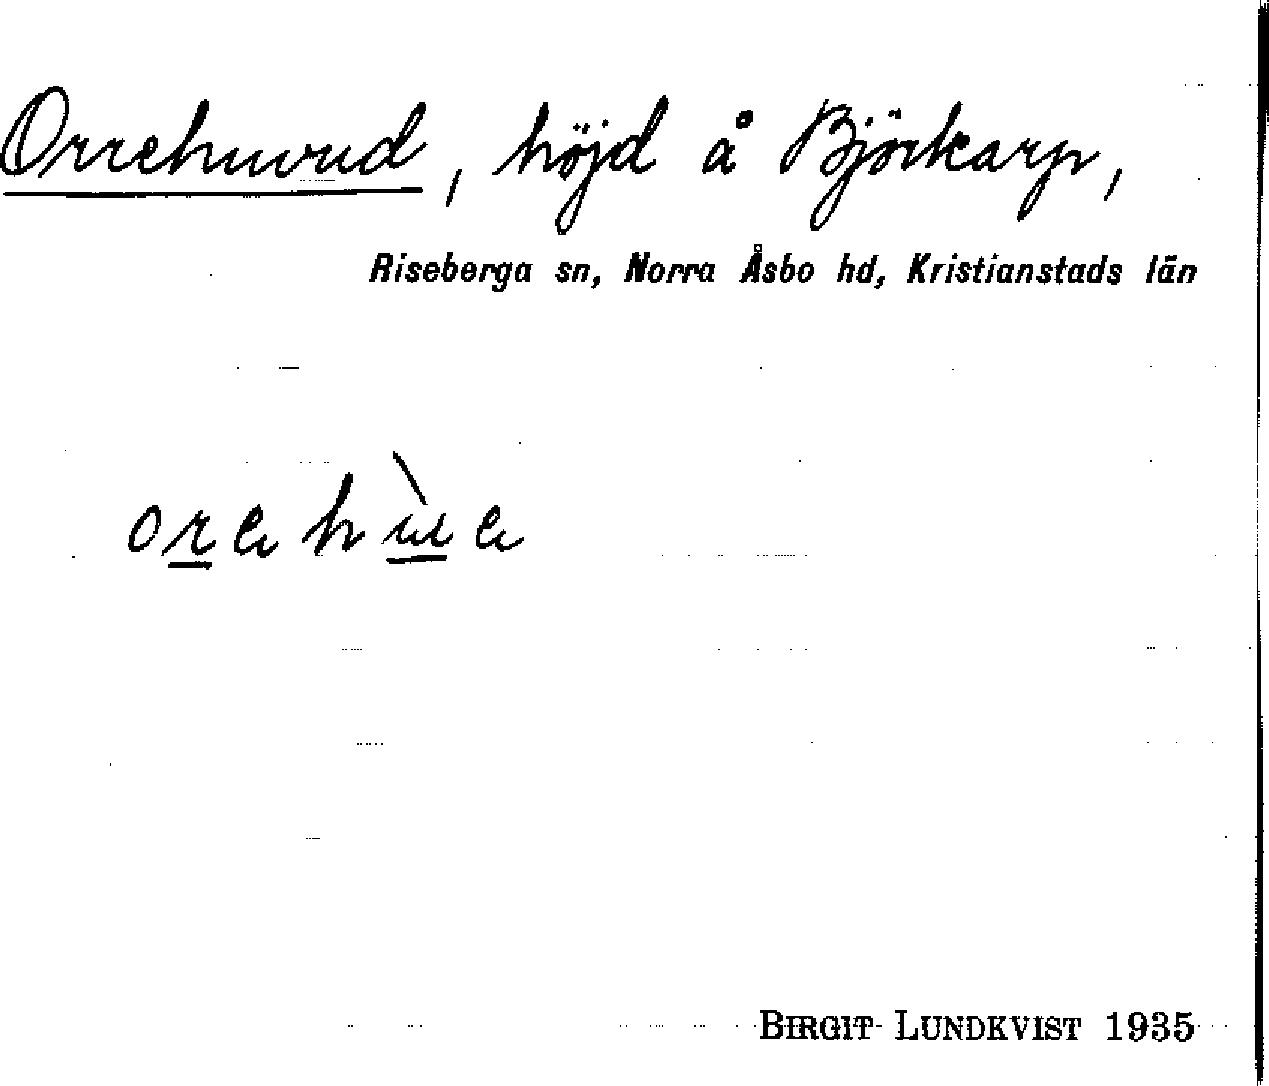 Orrehuvud, höjd å Björkarp,
Riseberga sn, Norra Åsbo hd, Kristianstads län
orehùe
BIRGIT LUNDKVIST 1935